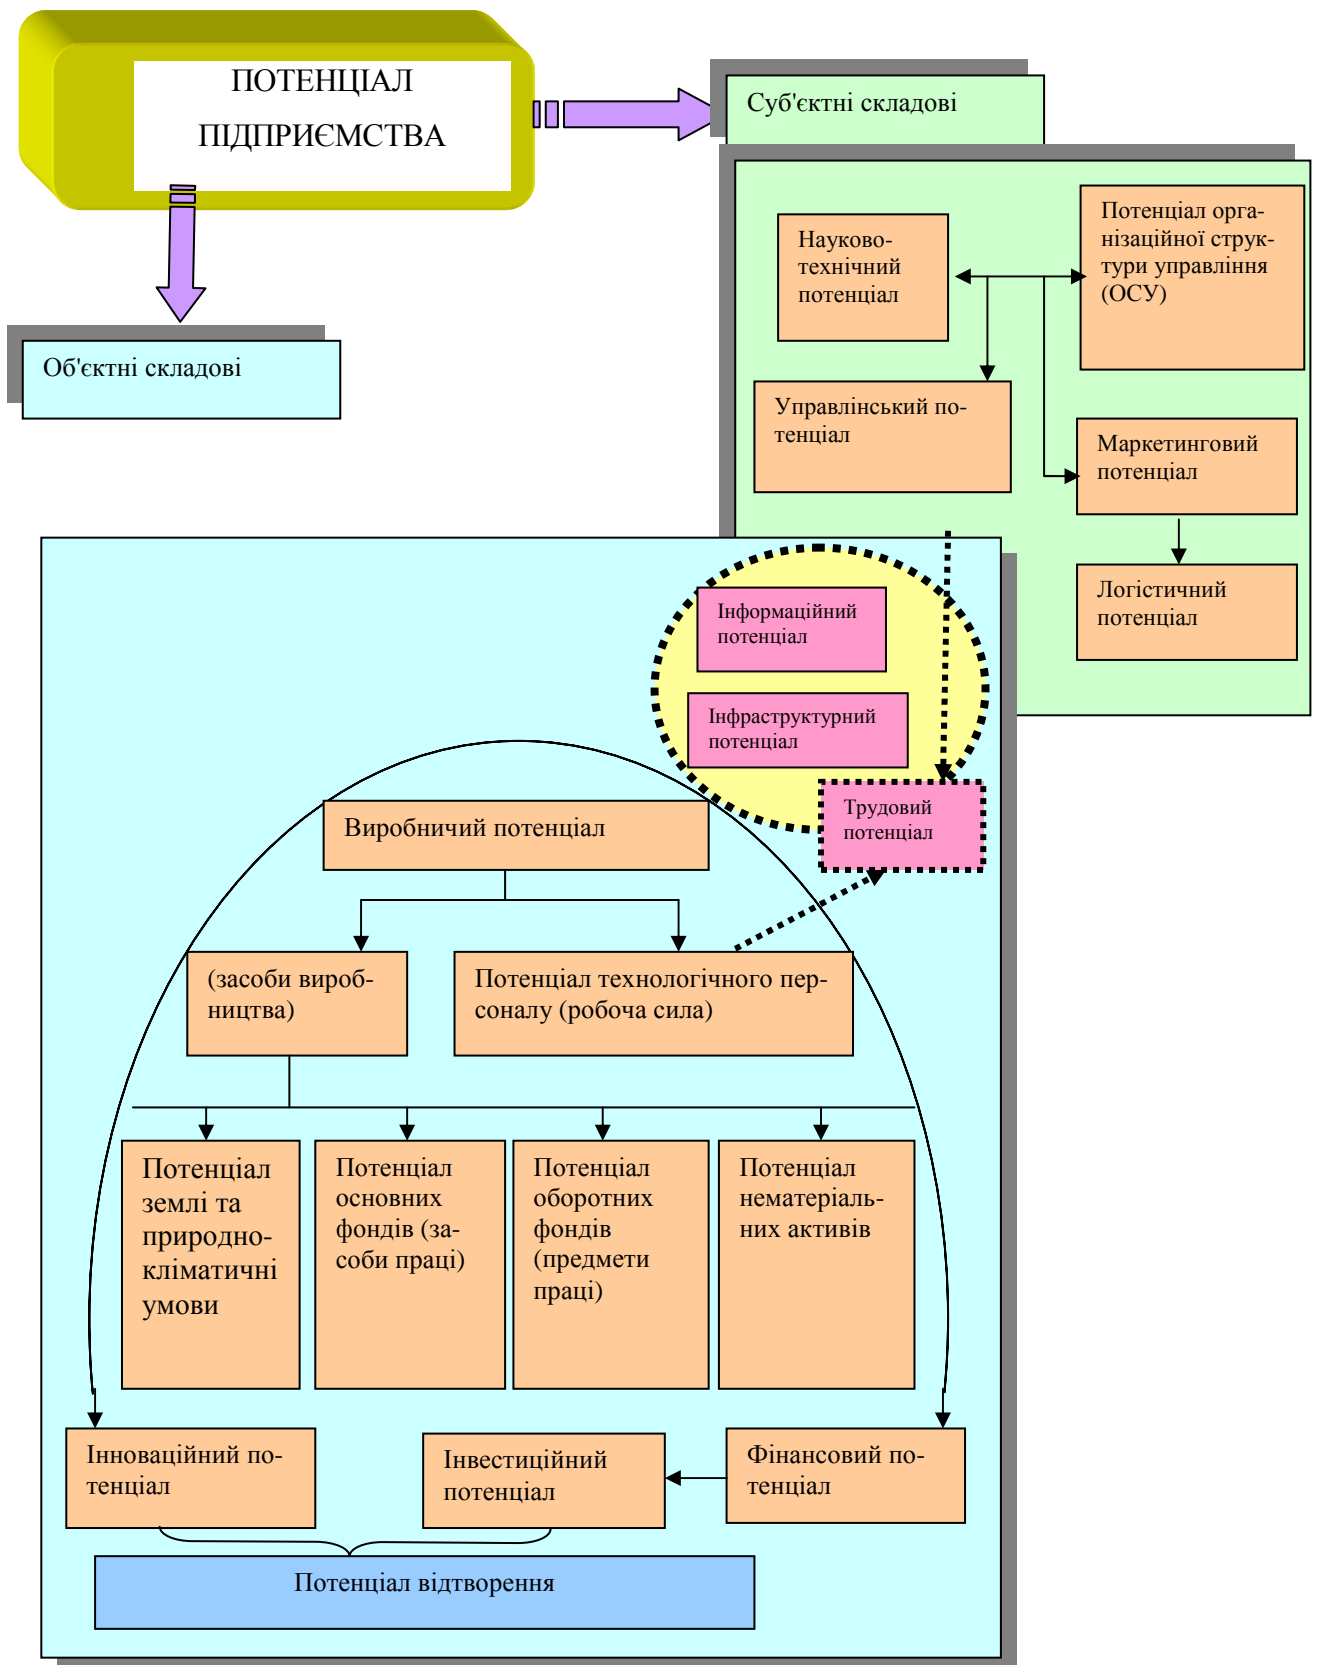 ПОТЕНЦІАЛ
ПІДПРИЄМСТВА
Суб'єктні складові
Науково-
технічний
потенціал
Потенціал орга-
нізаційної струк-
тури управління
(ОСУ)
Об'єктні складові
Управлінський по-
тенціал
Маркетинговий
потенціал
Логістичний
потенціал
Інформаційний
потенціал
Інфраструктурний
потенціал
Трудовий
потенціал
Виробничий потенціал
(засоби вироб-
ництва)
Потенціал технологічного пер-
соналу (робоча сила)
Потенціал
землі та
природно-
кліматичні
умови
Потенціал
основних
фондів (за-
соби праці)
Потенціал
оборотних
фондів
(предмети
праці)
Потенціал
нематеріаль-
них активів
Інноваційний по-
тенціал
Інвестиційний
потенціал
Фінансовий по-
тенціал
Потенціал відтворення